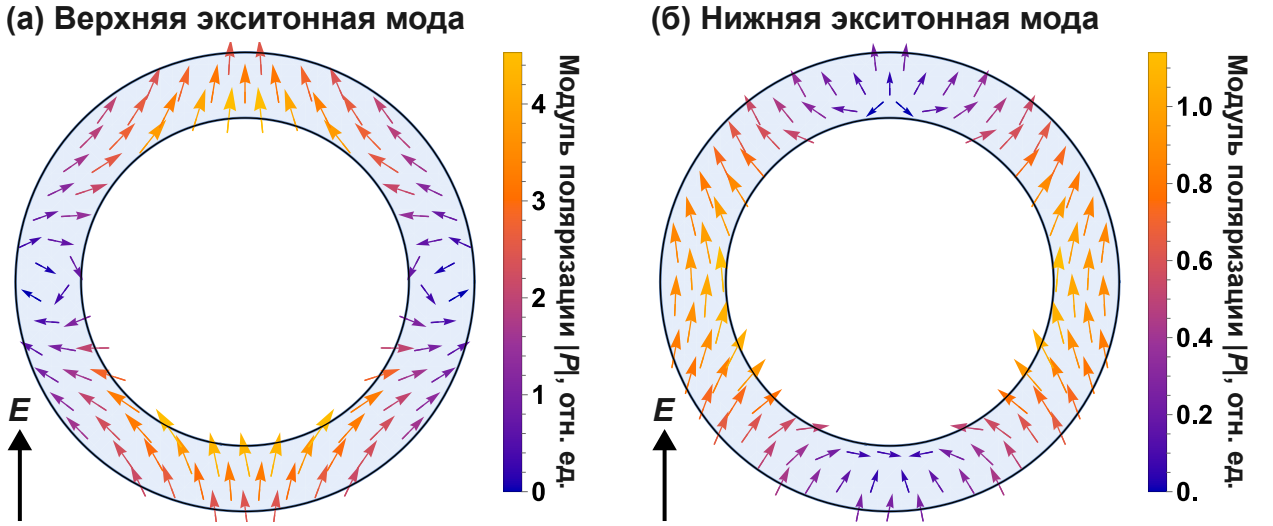 (а) Верхняя экситонная мода
4
3
2
1
0
Модуль поляризации |P|, отн. ед.
E
(б) Нижняя экситонная мода
1.0
0.8
0.6
0.4
0.2
0.
Модуль поляризации |P|, отн. ед.
E